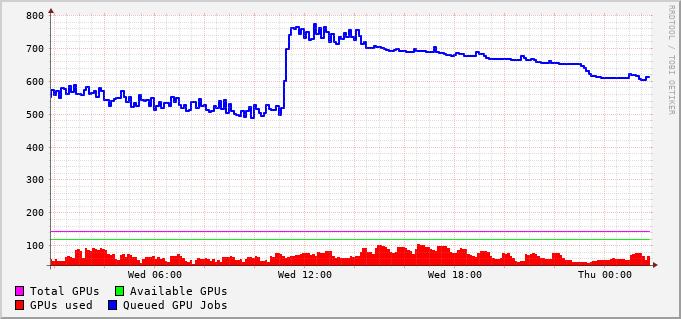 800
700
600
500
400
300
200
100
Wed 06:00 Wed 12:00 Wed 18:00 Thu 00:00
Total GPUs Available GPUs
GPUs used Queued GPU Jobs
RRDTOOL / TOBI OETIKER